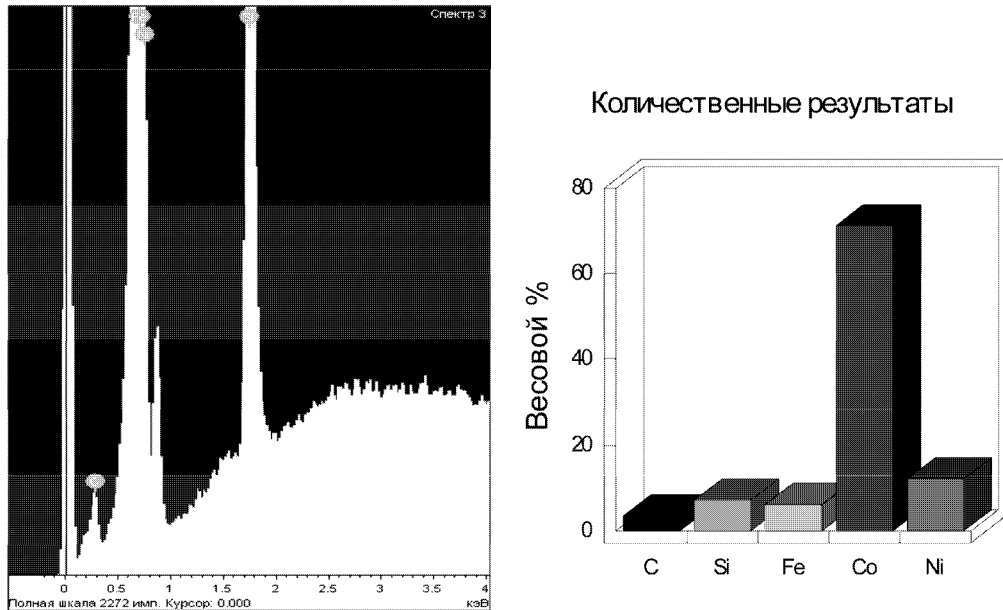 Спектр 3
0 0.5 1 1.5 2 2.5 3 3.5 4
Полная шкала 2272 имп. Курсор: 0.000 кэВ
Количественные результаты
Весовой %
80
60
40
20
0
C Si Fe Co Ni